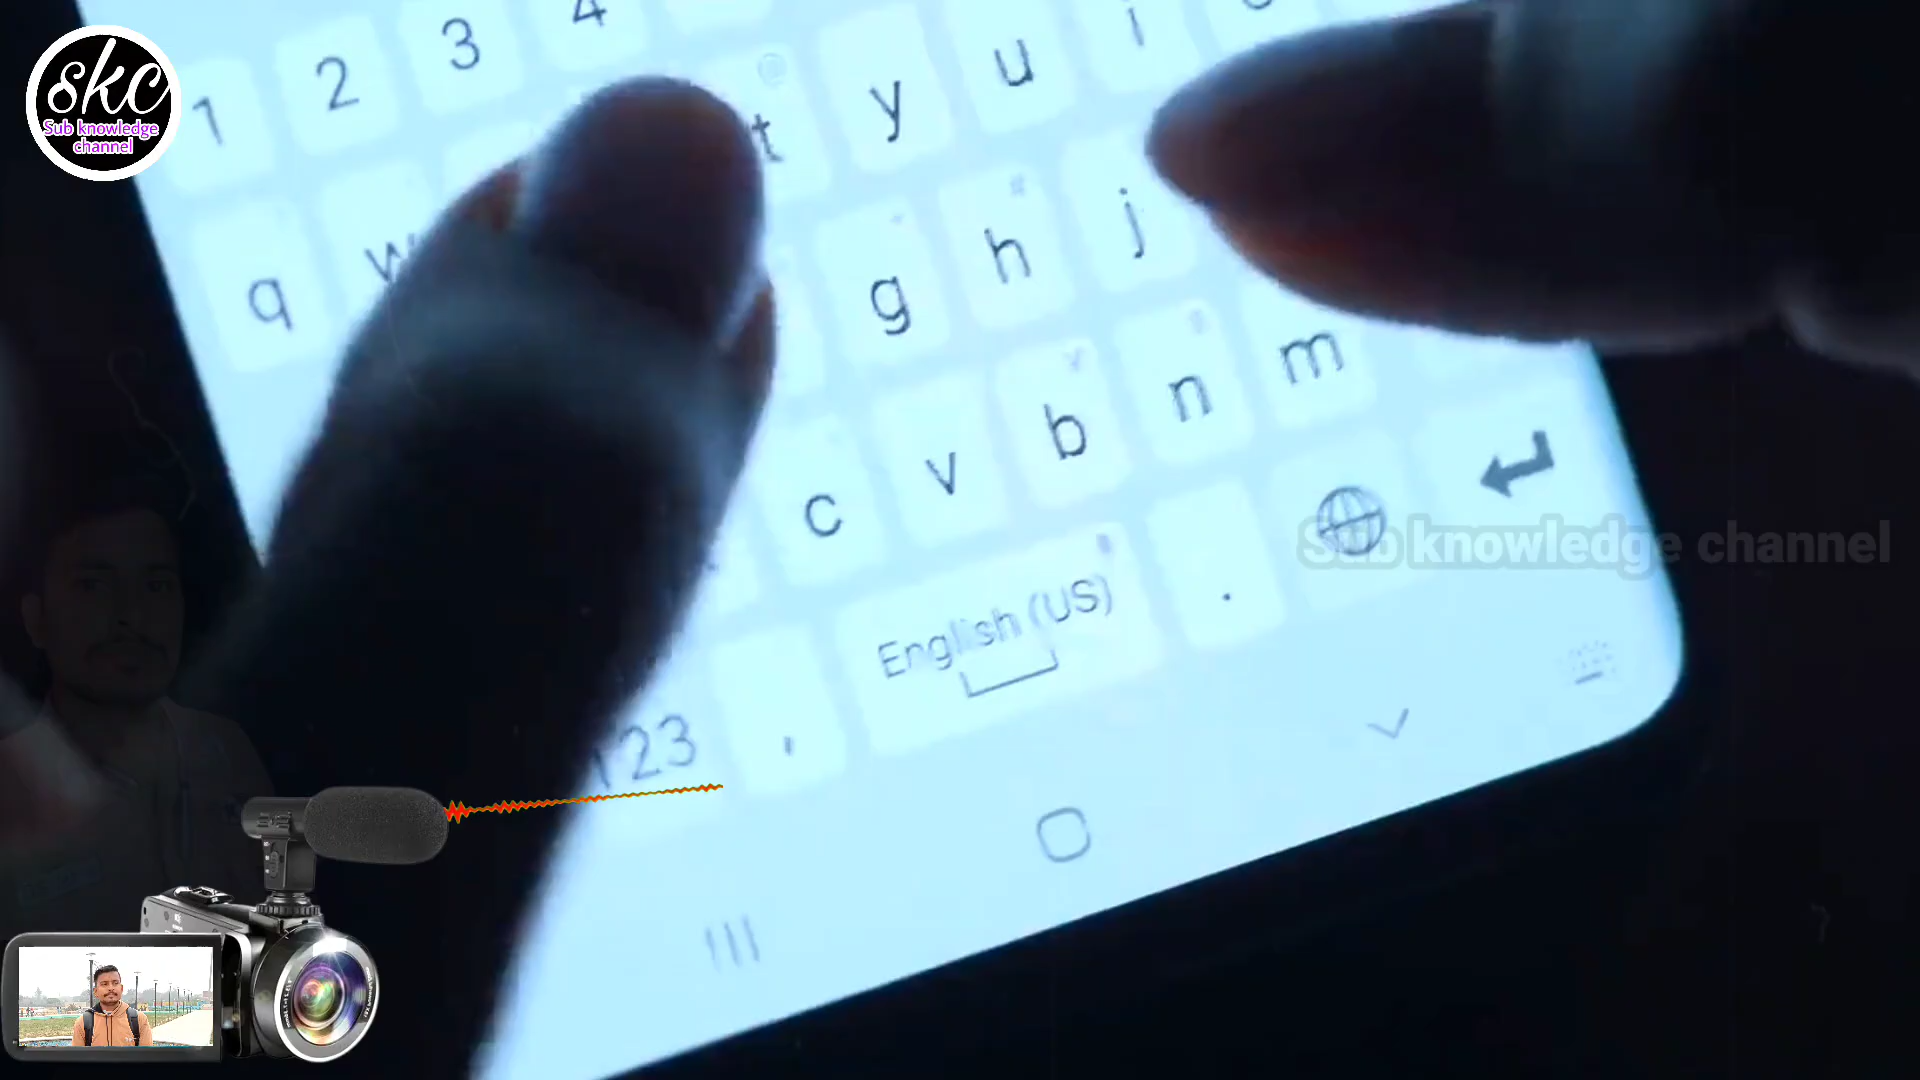 skc
Sub knowledge
channel
1 2 3 4
q w t y u i
g h j
c v b n m
123 , English (US) .
Sub knowledge channel